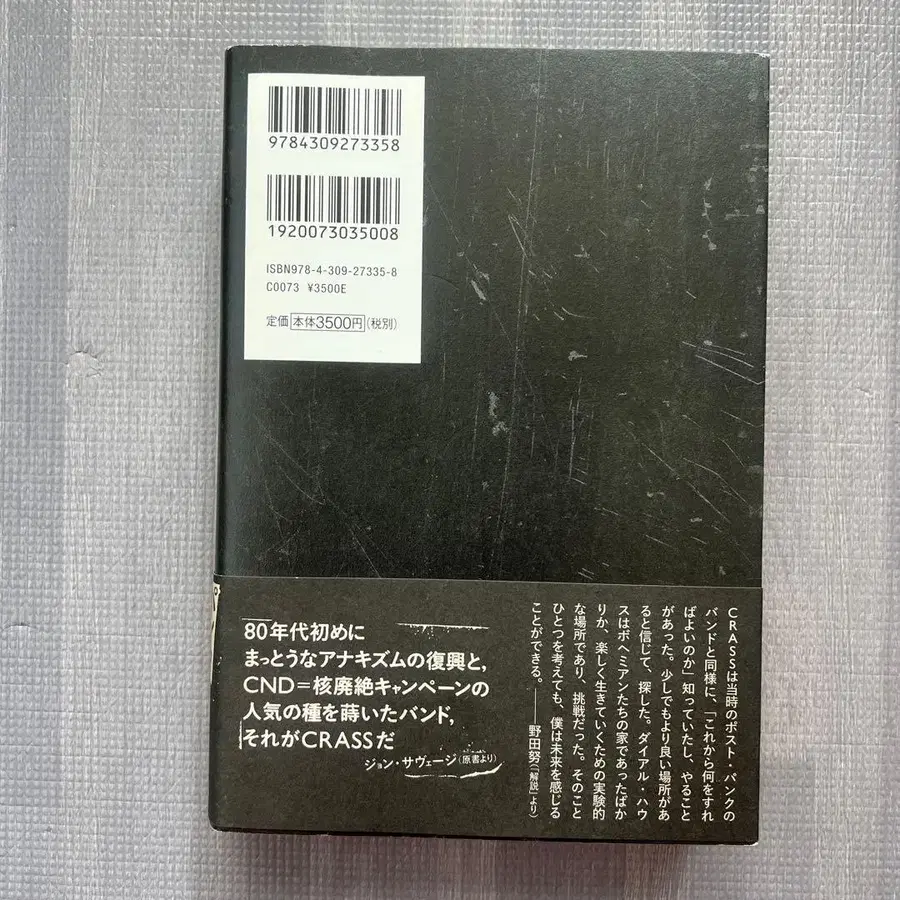 9784309273358
1920073035008
ISBN978-4-309-27335-8
C0073 ¥3500E
定価 本体3500円(税別)
80年代初めに
まっとうなアナキズムの復興と,
CND=核廃絶キャンペーンの
人気の種を蒔いたバンド,
それがCRASSだ
ジョン・サヴェージ(原書より)
CRASSは当時のポスト・パンクの
バンドと同様に、「これから何をすれ
ばよいのか」知っていたし、やること
があった。少しでもより良い場所があ
ると信じて、探した。ダイアル・ハウ
スはボヘミアンたちの家であったばか
りか、楽しく生きていくための実験的
な場所であり、挑戦だった。そのこと
ひとつを考えても、僕は未来を感じる
ことができる。——野田努(「解説」より)